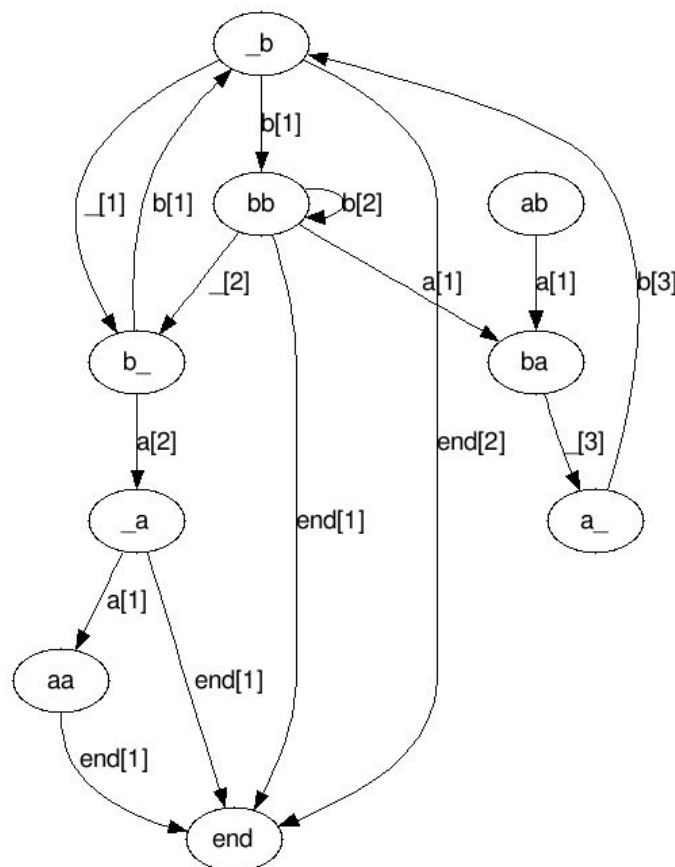 _b
b[1]
_[1]
b[1]
bb
b[2]
ab
_[2]
a[1]
a[1]
b[3]
b_
ba
a[2]
_[3]
end[2]
_a
end[1]
a_
a[1]
aa
end[1]
end[1]
end